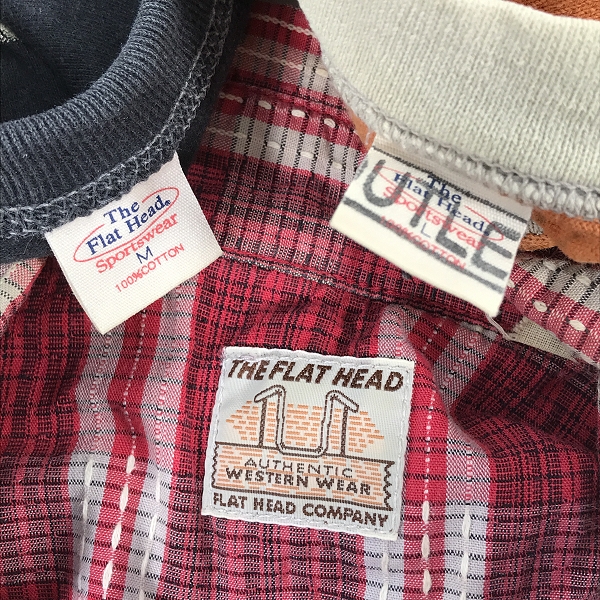 The
Flat Head®
Sportswear
M
100%COTTON
The
Flat Head®
Sportswear
L
100%COTTON
THE FLAT HEAD
AUTHENTIC
WESTERN WEAR
FLAT HEAD COMPANY